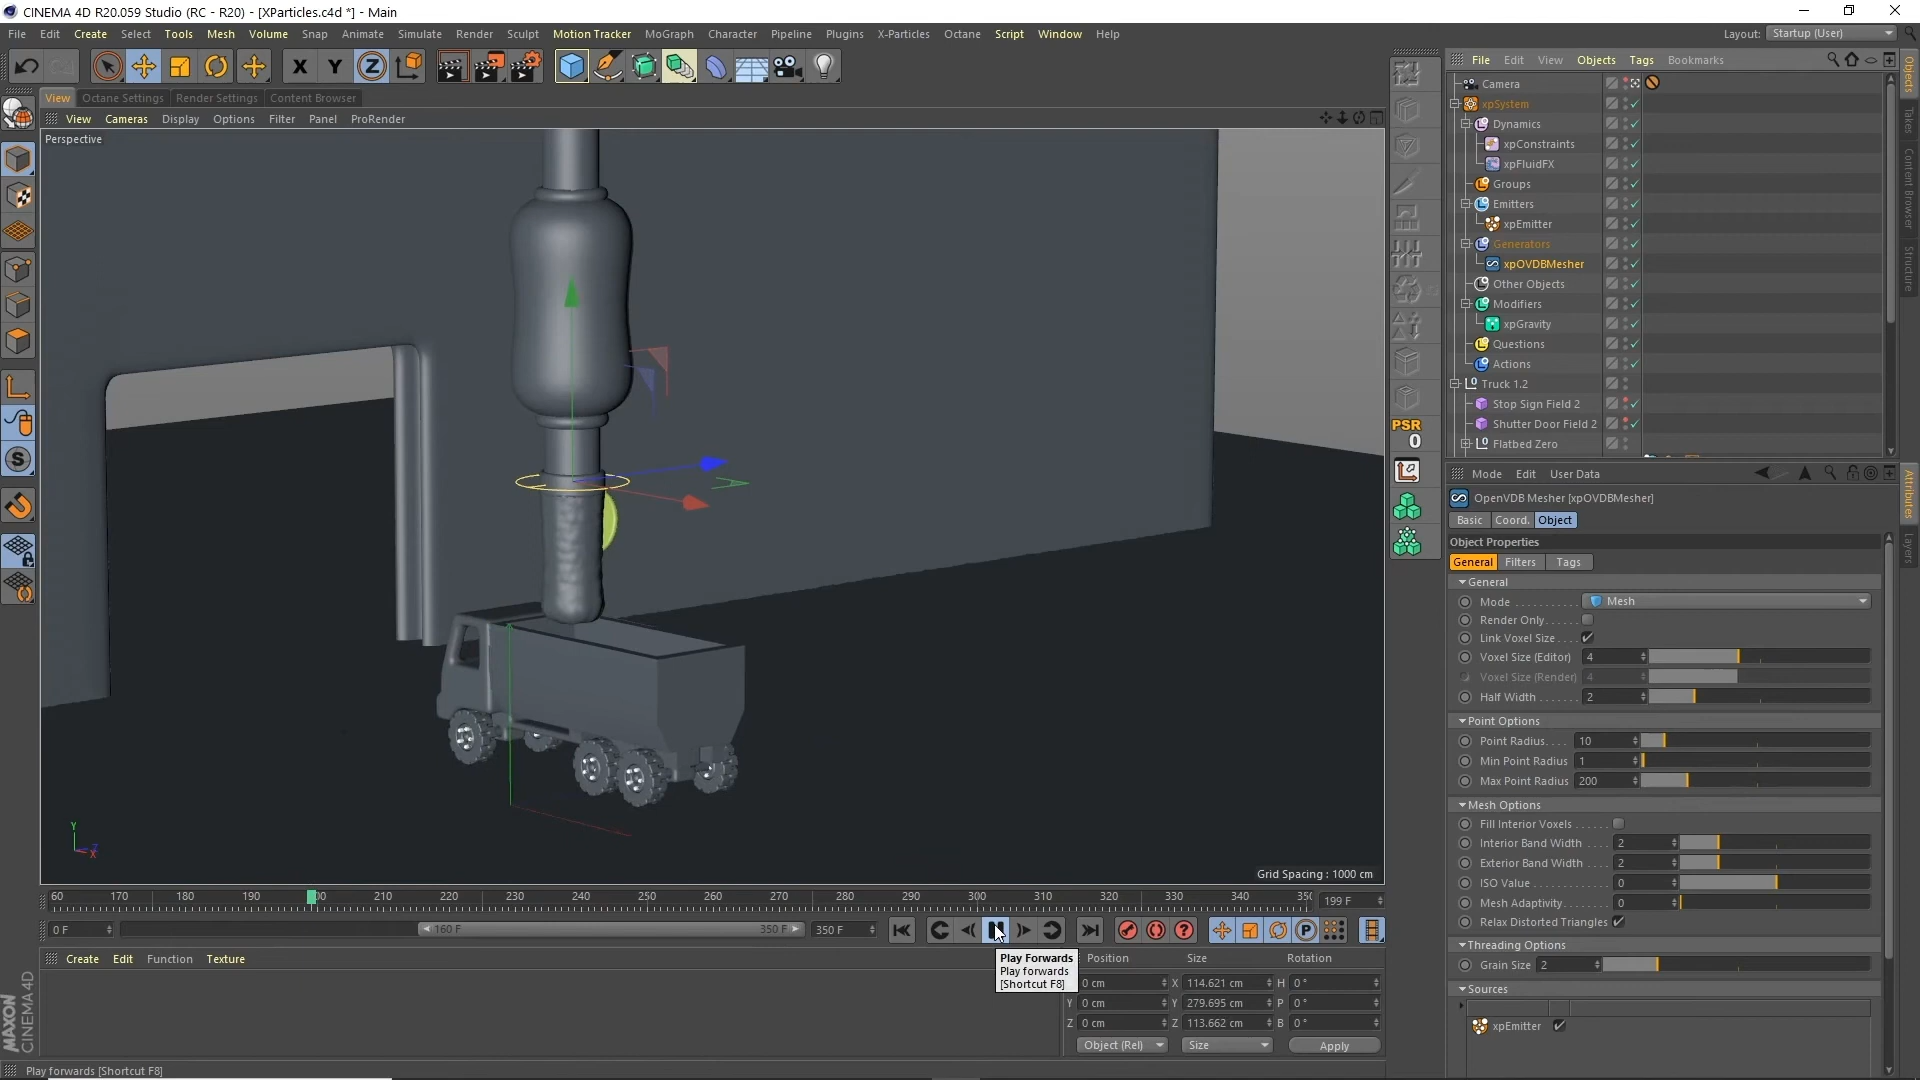 CINEMA 4D R20.059 Studio (RC - R20) - [XParticles.c4d *] - Main
File Edit Create Select Tools Mesh Volume Snap Animate Simulate Render Sculpt Motion Tracker MoGraph Character Pipeline Plugins X-Particles Octane Script Window Help
Layout: Startup (User)
X Y Z
View Octane Settings Render Settings Content Browser
View Cameras Display Options Filter Panel ProRender
Perspective
File Edit View Objects Tags Bookmarks
Camera
xpSystem
Dynamics
xpConstraints
xpFluidFX
Groups
Emitters
xpEmitter
Generators
xpOVDBMesher
Other Objects
Modifiers
xpGravity
Questions
Actions
Truck 1.2
Stop Sign Field 2
Shutter Door Field 2
Flatbed Zero
Objects
Takes
Content Browser
Structure
PSR
0
Mode Edit User Data
OpenVDB Mesher [xpOVDBMesher]
Basic Coord. Object
Object Properties
General Filters Tags
General
Mode Mesh
Render Only
Link Voxel Size
Voxel Size (Editor) 4
Voxel Size (Render) 4
Half Width 2
Point Options
Point Radius 10
Min Point Radius 1
Max Point Radius 200
Mesh Options
Fill Interior Voxels
Interior Band Width 2
Exterior Band Width 2
ISO Value 0
Mesh Adaptivity 0
Relax Distorted Triangles
Threading Options
Grain Size 2
Sources
xpEmitter
Attributes
Layers
Y
Z
X
Grid Spacing : 1000 cm
60 170 180 190 210 220 230 240 250 260 270 280 290 300 310 320 330 340 199 F
0 F 160 F 350 F 350 F
Play Forwards
Play forwards
[Shortcut F8]
Create Edit Function Texture
Position Size Rotation
0 cm X 114.621 cm H 0 °
Y 0 cm Y 279.695 cm P 0 °
Z 0 cm Z 113.662 cm B 0 °
Object (Rel) Size Apply
MAXON
CINEMA 4D
Play forwards [Shortcut F8]